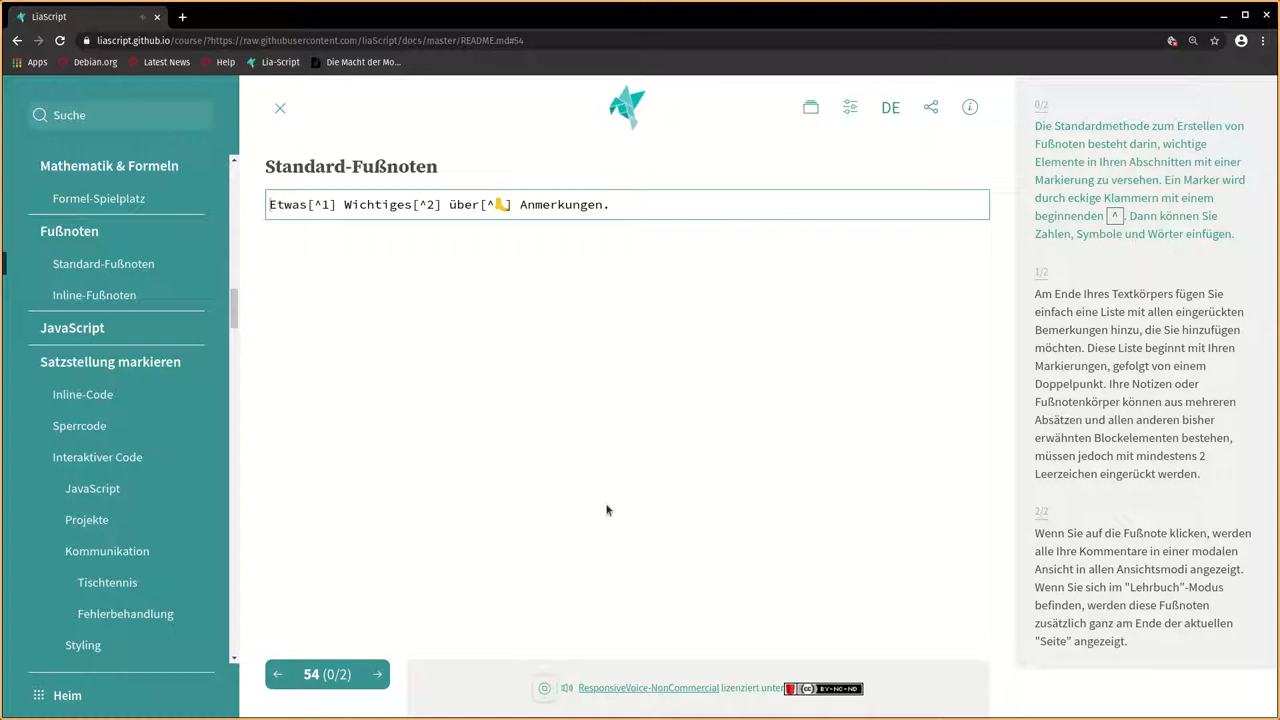 LiaScript
liascript.github.io/course/?https://raw.githubusercontent.com/liaScript/docs/master/README.md#54
Apps Debian.org Latest News Help Lia-Script Die Macht der Mo...
Suche
Mathematik & Formeln
Formel-Spielplatz
Fußnoten
Standard-Fußnoten
Inline-Fußnoten
JavaScript
Satzstellung markieren
Inline-Code
Sperrcode
Interaktiver Code
JavaScript
Projekte
Kommunikation
Tischtennis
Fehlerbehandlung
Styling
Heim
DE
Standard-Fußnoten
Etwas[^1] Wichtiges[^2] über[^🦶] Anmerkungen.
54 (0/2)
ResponsiveVoice-NonCommercial lizenziert unter
CC BY-NC-ND
0/2
Die Standardmethode zum Erstellen von
Fußnoten besteht darin, wichtige
Elemente in Ihren Abschnitten mit einer
Markierung zu versehen. Ein Marker wird
durch eckige Klammern mit einem
beginnenden ^. Dann können Sie
Zahlen, Symbole und Wörter einfügen.
1/2
Am Ende Ihres Textkörpers fügen Sie
einfach eine Liste mit allen eingerückten
Bemerkungen hinzu, die Sie hinzufügen
möchten. Diese Liste beginnt mit Ihren
Markierungen, gefolgt von einem
Doppelpunkt. Ihre Notizen oder
Fußnotenkörper können aus mehreren
Absätzen und allen anderen bisher
erwähnten Blockelementen bestehen,
müssen jedoch mit mindestens 2
Leerzeichen eingerückt werden.
2/2
Wenn Sie auf die Fußnote klicken, werden
alle Ihre Kommentare in einer modalen
Ansicht in allen Ansichtsmodi angezeigt.
Wenn Sie sich im "Lehrbuch"-Modus
befinden, werden diese Fußnoten
zusätzlich ganz am Ende der aktuellen
"Seite" angezeigt.